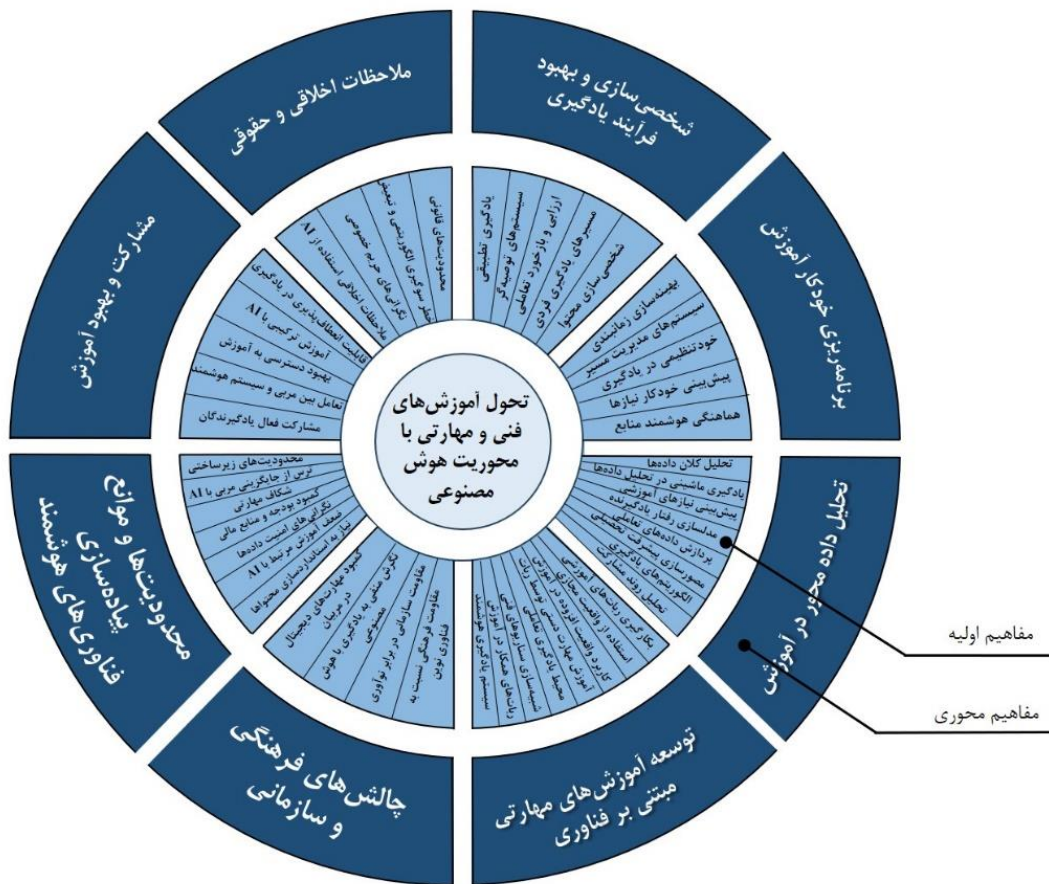 تحول آموزش‌های
فنی و مهارتی با
محوریت هوش
مصنوعی
شخصی‌سازی و بهبود
فرآیند یادگیری
یادگیری تطبیقی
سیستم‌های توصیه‌گر
ارزیابی و بازخورد تعاملی
مسیرهای یادگیری فردی
شخصی‌سازی محتوا
برنامه‌ریزی خودکار آموزش
بهینه‌سازی زمانبندی
سیستم‌های مدیریت مسیر
خودتنظیمی در یادگیری
پیش‌بینی خودکار نیازها
هماهنگی هوشمند منابع
تحلیل داده محور در آموزش
تحلیل کلان داده‌ها
یادگیری ماشینی در تحلیل داده‌ها
پیش‌بینی نیازهای آموزشی
مدلسازی رفتار یادگیرنده
پردازش داده‌های تعاملی
مصورسازی پیشرفت تحصیلی
الگوریتم‌های یادگیری
تحلیل روند مشارکت
توسعه آموزش‌های مهارتی
مبتنی بر فناوری
بکارگیری ربات‌های آموزشی
استفاده از واقعیت مجازی
کاربرد واقعیت افزوده در آموزش
آموزش مهارت دستی توسط ربات
محیط یادگیری تعاملی
شبیه‌سازی سناریوهای فنی
ربات‌های همکار در آموزش
سیستم یادگیری هوشمند
چالش‌های فرهنگی
و سازمانی
مقاومت فرهنگی نسبت به
فناوری نوین
مقاومت سازمانی در برابر نوآوری
نگرش منفی به یادگیری با هوش
مصنوعی
کمبود مهارت‌های دیجیتال
در مربیان
محدودیت‌ها و موانع
پیاده‌سازی
فناوری‌های هوشمند
محدودیت‌های زیرساختی
ترس از جایگزینی مربی با AI
شکاف مهارتی
کمبود بودجه و منابع مالی
نگرانی‌های امنیت داده‌ها
ضعف آموزش مرتبط با AI
نیاز به استانداردسازی محتواها
مشارکت و بهبود آموزش
قابلیت انعطاف‌پذیری در یادگیری
آموزش ترکیبی با AI
بهبود دسترسی به آموزش
تعامل بین مربی و سیستم هوشمند
مشارکت فعال یادگیرندگان
ملاحظات اخلاقی و حقوقی
محدودیت‌های قانونی
خطر سوگیری الگوریتمی و تبعیض
نگرانی‌های حریم خصوصی
ملاحظات اخلاقی استفاده از AI
مفاهیم اولیه
مفاهیم محوری